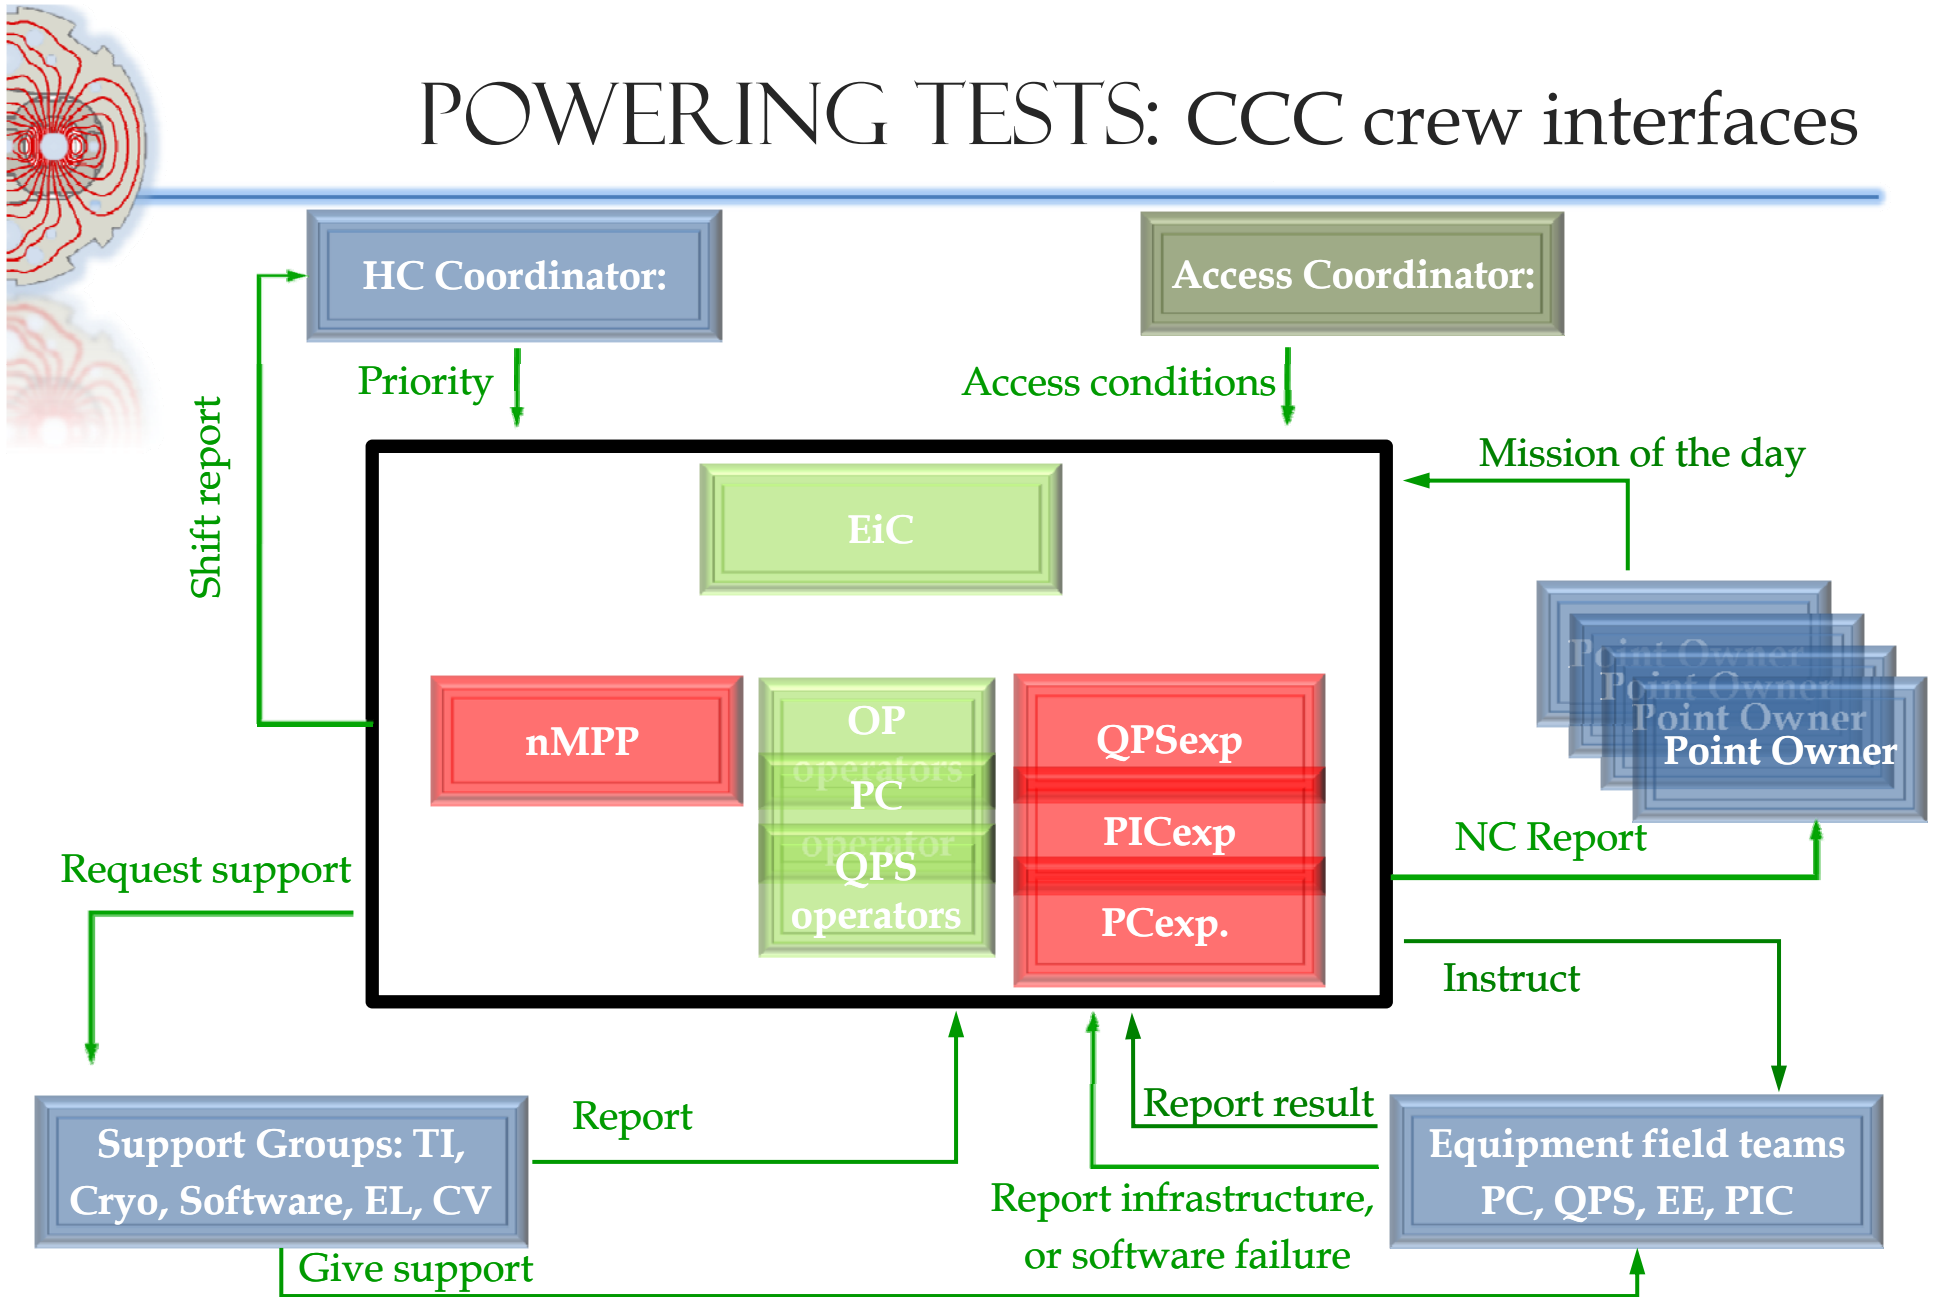 POWERING TESTS: CCC crew interfaces
HC Coordinator:
Access Coordinator:
Priority
Access conditions
Shift report
Mission of the day
EiC
Point Owner
Point Owner
Point Owner
Point Owner
nMPP
OP
operators
PC
operator
QPS
operators
QPSexp
PICexp
PCexp.
NC Report
Request support
Instruct
Report
Report result
Support Groups: TI,
Cryo, Software, EL, CV
Equipment field teams
PC, QPS, EE, PIC
Report infrastructure,
or software failure
Give support